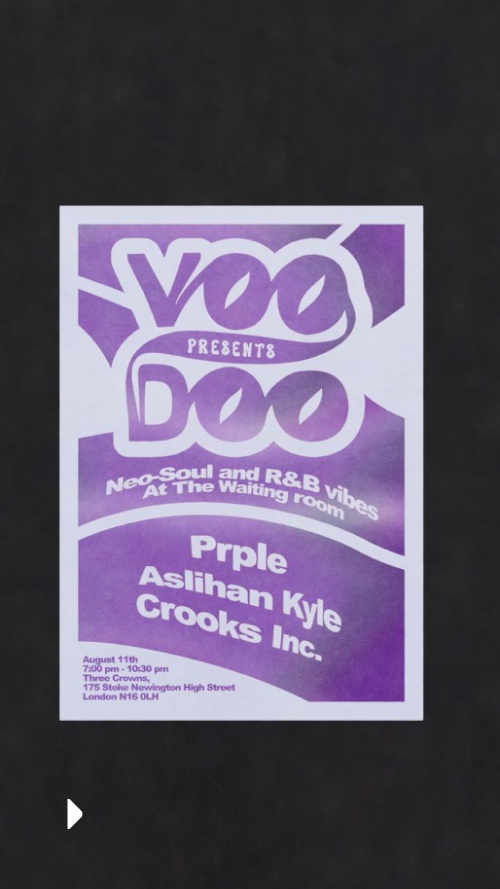 VOO
PRESENTS
DOO
Neo-Soul and R&B vibes
At The Waiting room
Prple
Aslihan Kyle
Crooks Inc.
August 11th
7:00 pm - 10:30 pm
Three Crowns,
175 Stoke Newington High Street
London N16 0LH